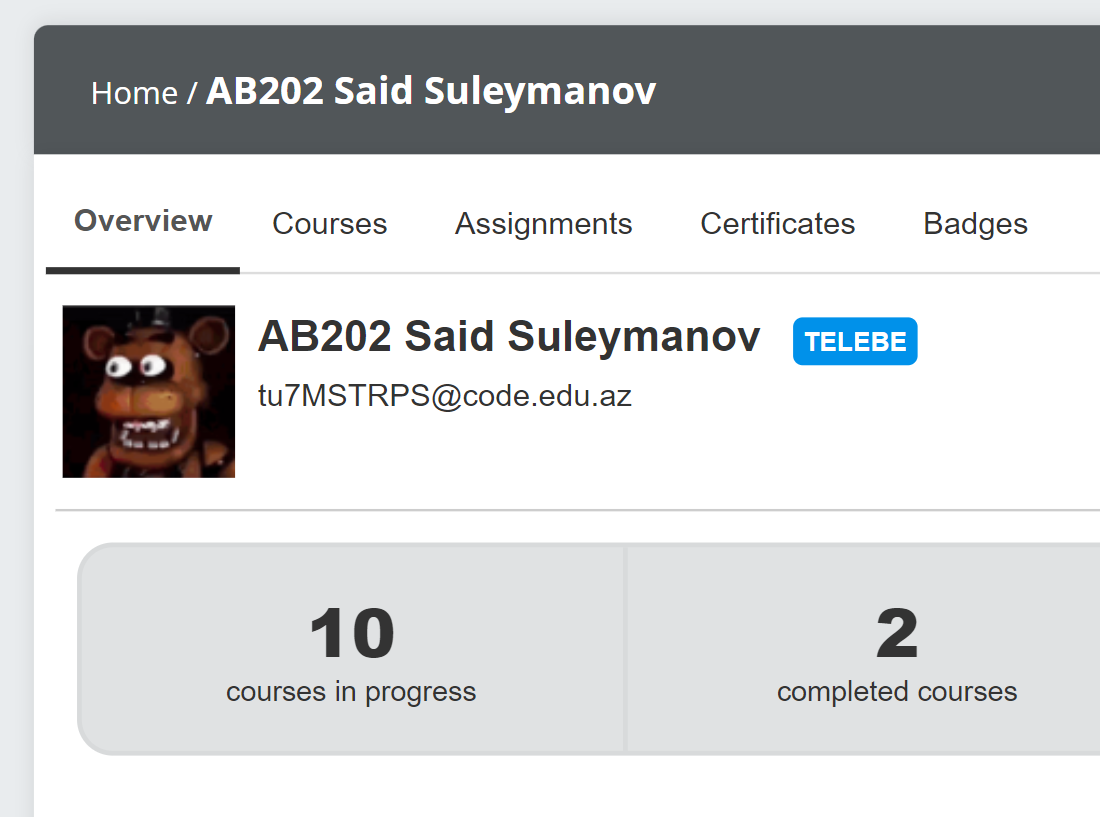 Home / AB202 Said Suleymanov
Overview Courses Assignments Certificates Badges
AB202 Said Suleymanov TELEBE
tu7MSTRPS@code.edu.az
10 2
courses in progress completed courses